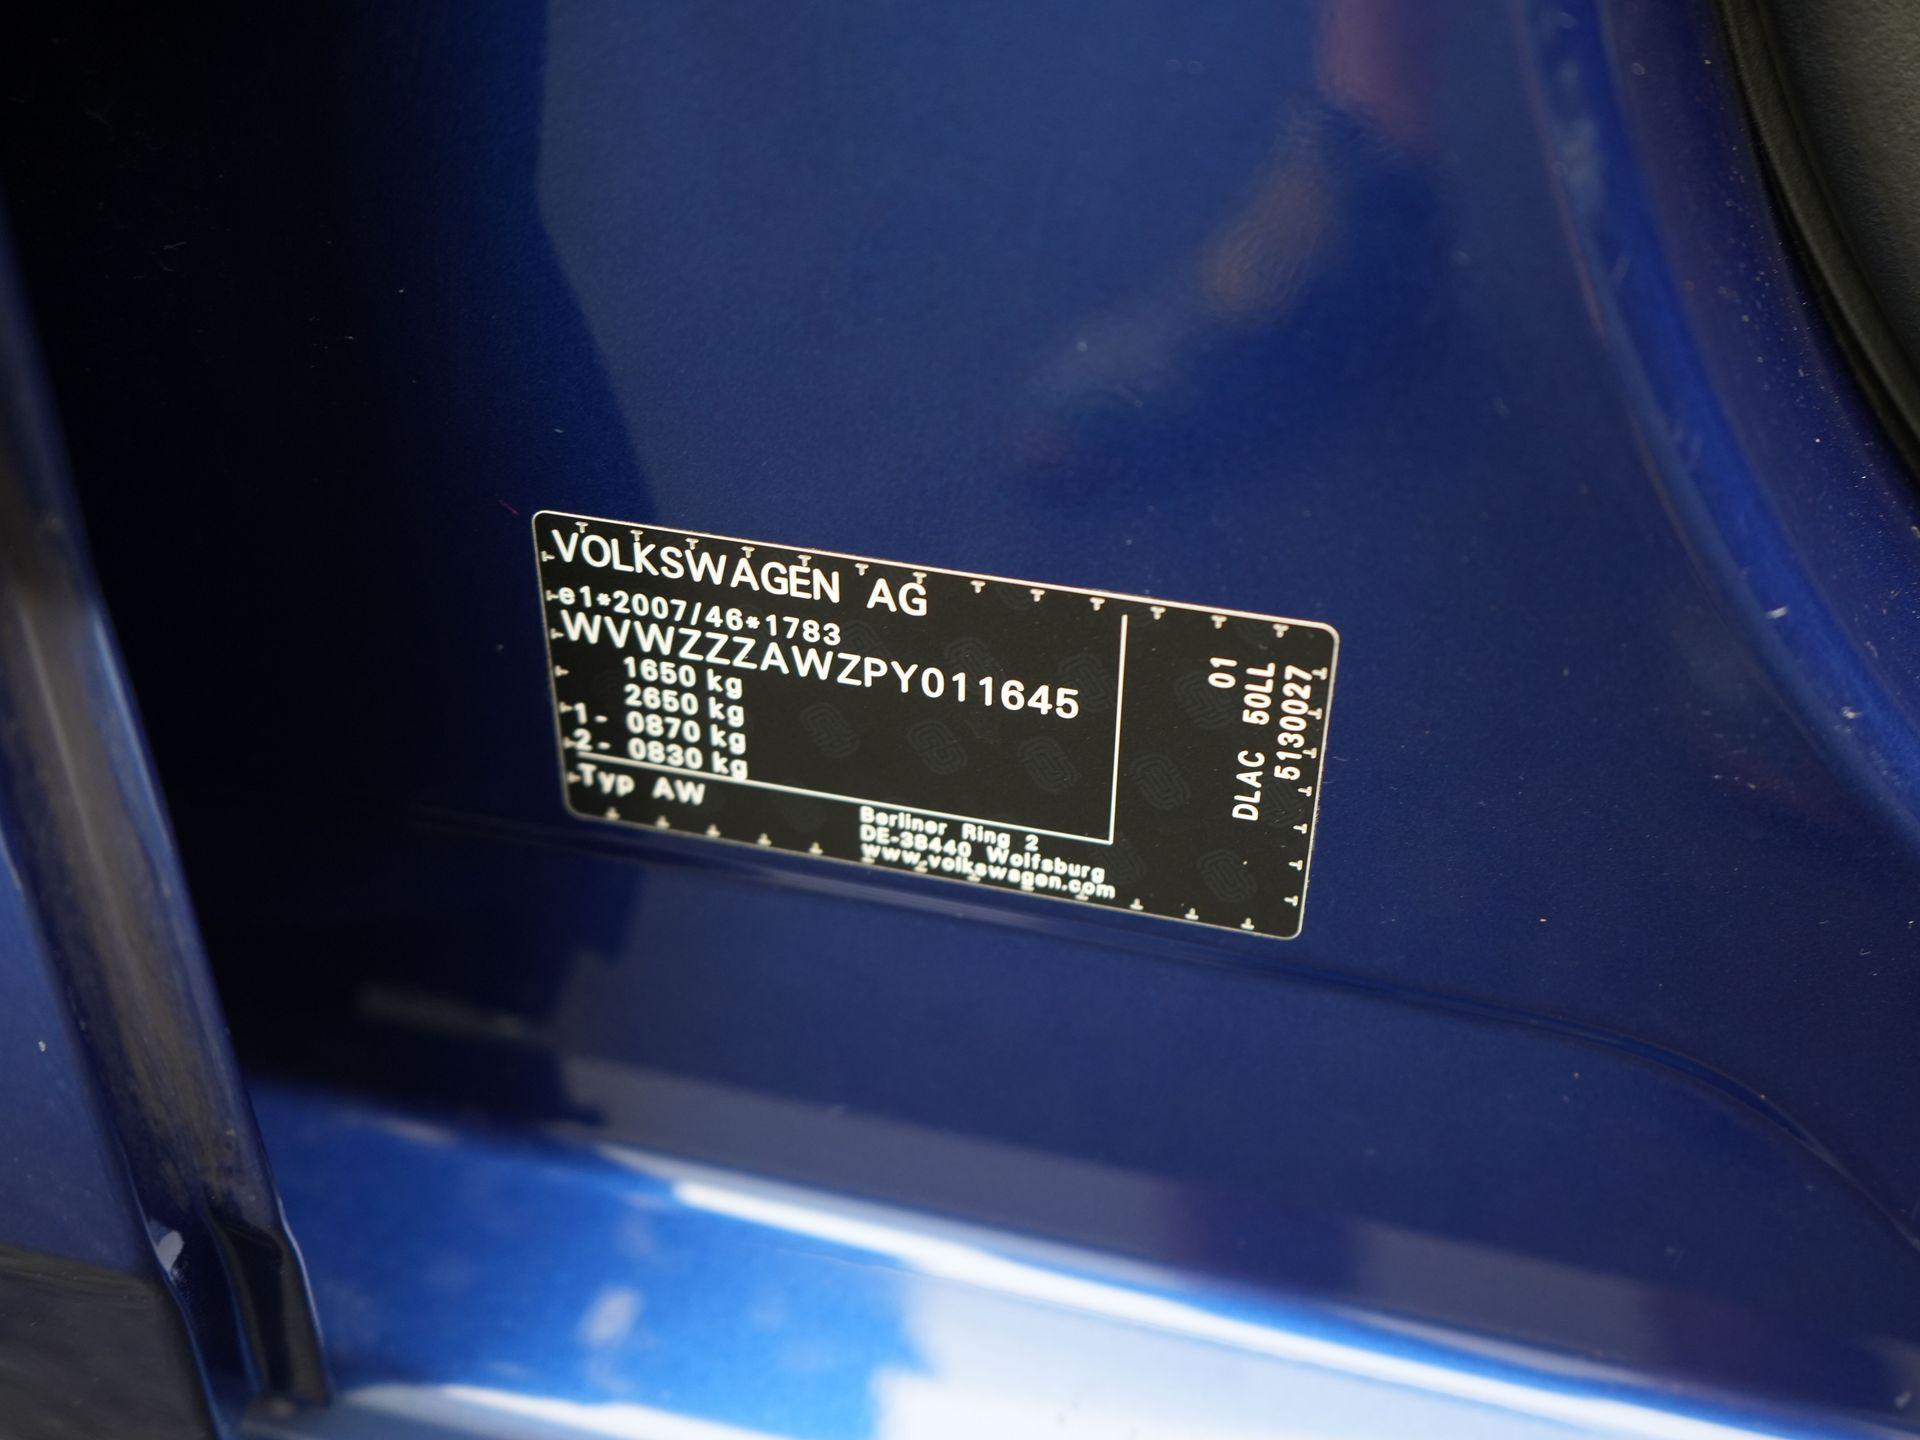 VOLKSWAGEN AG
e1*2007/46*1783
WVWZZZAWZPY011645
1650 kg
2650 kg
1- 0870 kg
2- 0830 kg
Typ AW
Berliner Ring 2
DE-38440 Wolfsburg
www.volkswagen.com
01
DLAC 50LL
5130027